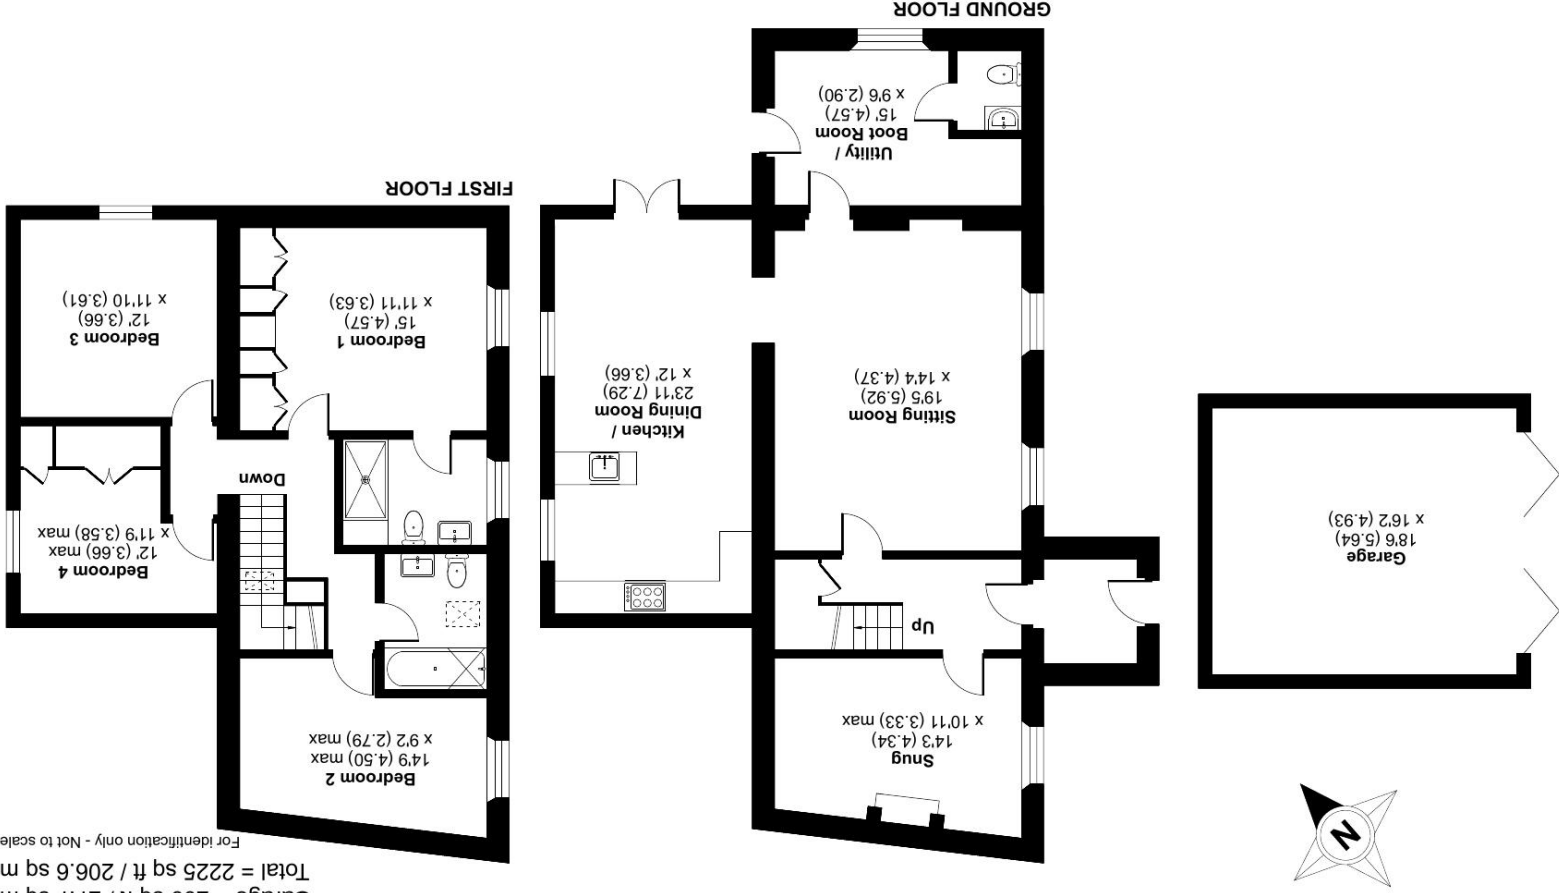 Garage = sq ft / sq m
Total = 2225 sq ft / 206.6 sq m
For identification only - Not to scale
N
Garage
18'6 (5.64)
x 16'2 (4.93)
Snug
14'3 (4.34)
x 10'11 (3.33) max
Up
Sitting Room
19'5 (5.92)
x 14'4 (4.37)
Kitchen /
Dining Room
23'11 (7.29)
x 12' (3.66)
Utility /
Boot Room
15' (4.57)
x 9'6 (2.90)
GROUND FLOOR
Bedroom 2
14'9 (4.50) max
x 9'2 (2.79) max
Bedroom 4
12' (3.66) max
x 11'9 (3.58) max
Down
Bedroom 1
15' (4.57)
x 11'11 (3.63)
Bedroom 3
12' (3.66)
x 11'10 (3.61)
FIRST FLOOR